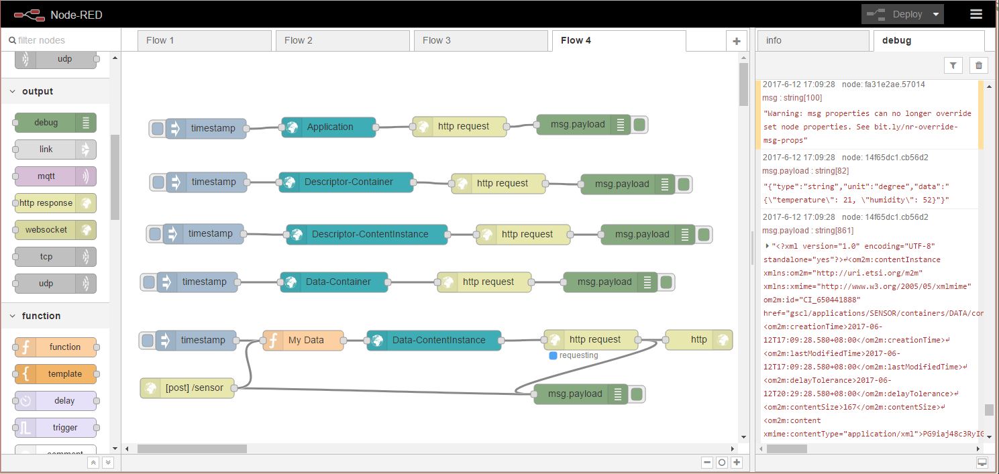 Node-RED
Deploy
filter nodes
Flow 1
Flow 2
Flow 3
Flow 4
info
debug
udp
output
debug
link
mqtt
http response
websocket
tcp
udp
function
function
template
delay
trigger
comment
timestamp
Application
http request
msg.payload
timestamp
Descriptor-Container
http request
msg.payload
timestamp
Descriptor-ContentInstance
http request
msg.payload
timestamp
Data-Container
http request
msg.payload
timestamp
My Data
Data-ContentInstance
http request
http
requesting
[post] /sensor
msg.payload
2017-6-12 17:09:28 node: fa31e2ae.57014
msg : string[100]
"Warning: msg properties can no longer override
set node properties. See bit.ly/nr-override-
msg-props"
2017-6-12 17:09:28 node: 14f65dc1.cb56d2
msg.payload : string[82]
"{"type":"string","unit":"degree","data":"
{\"temperature\": 21, \"humidity\": 52}"}"
2017-6-12 17:09:28 node: 14f65dc1.cb56d2
msg.payload : string[861]
"<?xml version="1.0" encoding="UTF-8"
standalone="yes"?>↵<om2m:contentInstance
xmlns:om2m="http://uri.etsi.org/m2m"
xmlns:xmime="http://www.w3.org/2005/05/xmlmime"
om2m:id="CI_650441888"
href="gscl/applications/SENSOR/containers/DATA/con
<om2m:creationTime>2017-06-
12T17:09:28.580+08:00</om2m:creationTime>↵
<om2m:lastModifiedTime>2017-06-
12T17:09:28.580+08:00</om2m:lastModifiedTime>↵
<om2m:delayTolerance>2017-06-
12T20:29:28.580+08:00</om2m:delayTolerance>↵
<om2m:contentSize>167</om2m:contentSize>↵
<om2m:content
xmime:contentType="application/xml">PG9iaj48c3RyIG